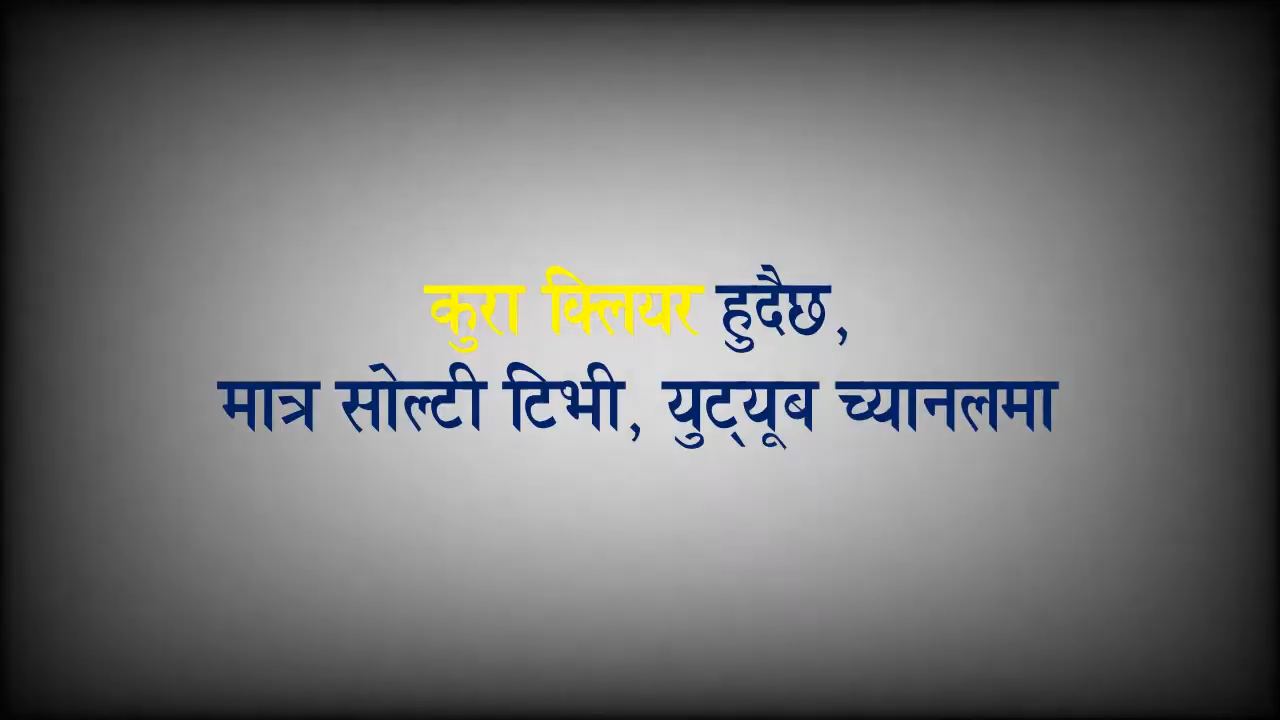 कुरा क्लियर हुदैछ,
मात्र सोल्टी टिभी, युट्यूब च्यानलमा